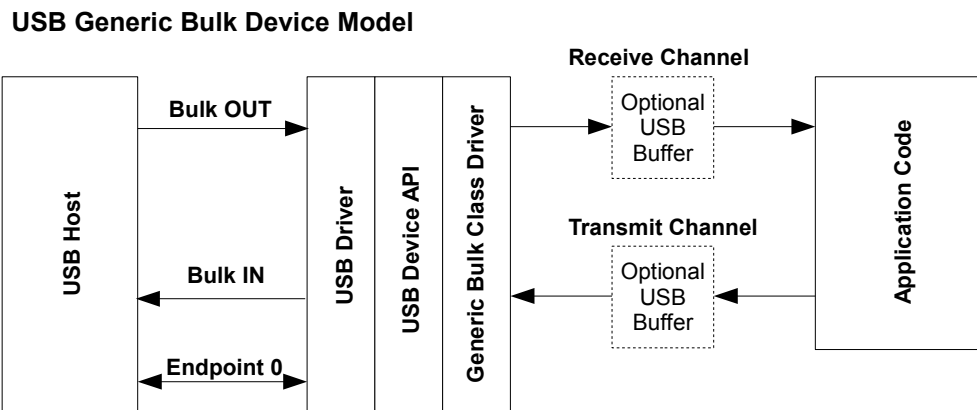 USB Generic Bulk Device Model
Receive Channel
Bulk OUT
Optional
USB
Buffer
USB Host
USB Driver
USB Device API
Generic Bulk Class Driver
Application Code
Transmit Channel
Bulk IN
Optional
USB
Buffer
Endpoint 0